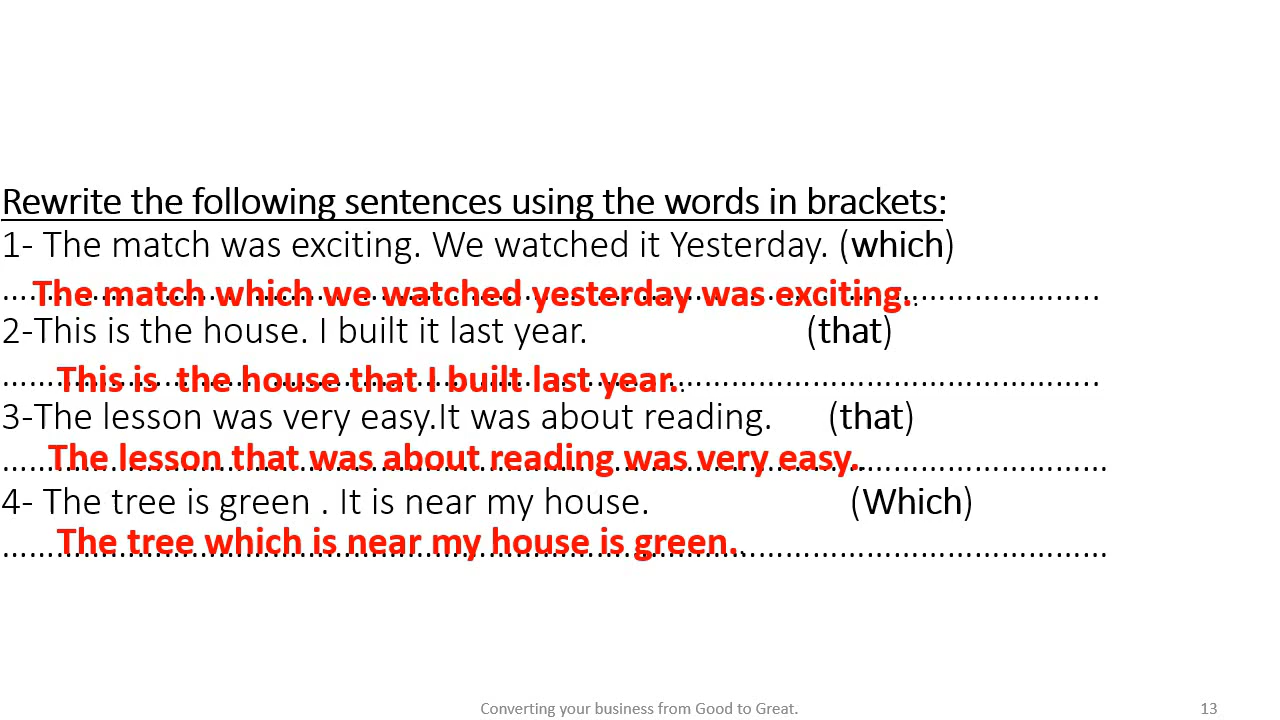 Rewrite the following sentences using the words in brackets:
1- The match was exciting. We watched it Yesterday. (which)
The match which we watched yesterday was exciting.
2-This is the house. I built it last year. (that)
This is the house that I built last year.
3-The lesson was very easy.It was about reading. (that)
The lesson that was about reading was very easy.
4- The tree is green . It is near my house. (Which)
The tree which is near my house is green.
Converting your business from Good to Great.
13